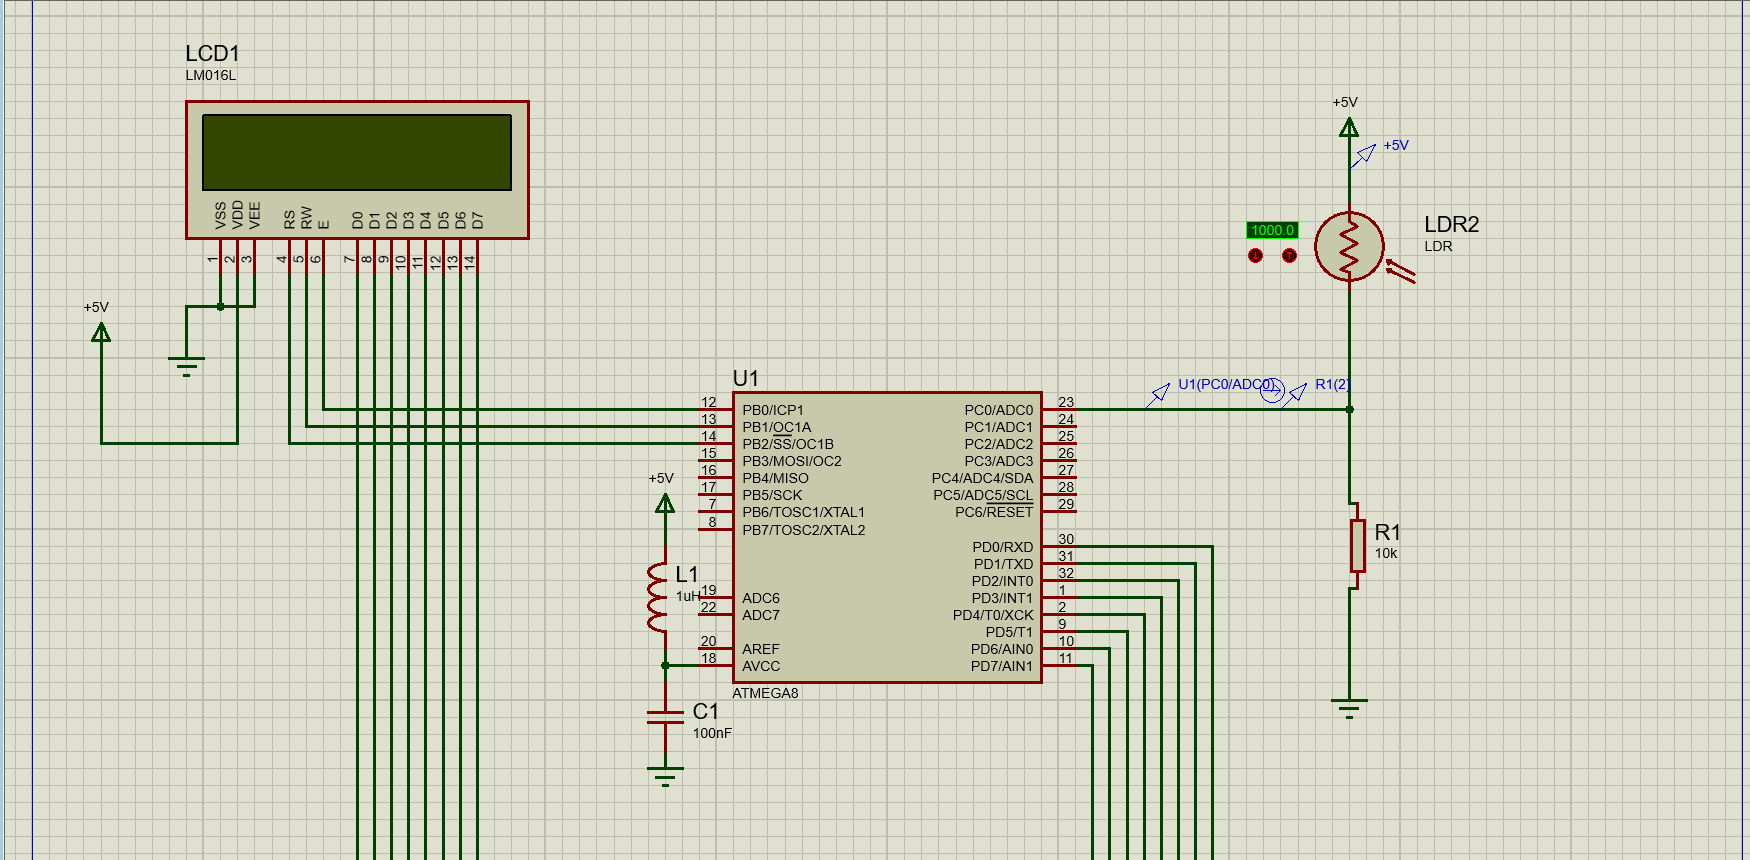 LCD1
LM016L
VSS
VDD
VEE
RS
RW
E
D0
D1
D2
D3
D4
D5
D6
D7
1
2
3
4
5
6
7
8
9
10
11
12
13
14
+5V
+5V
+5V
1000.0
LDR2
LDR
U1(PC0/ADC0)
R1(2)
+5V
U1
12 PB0/ICP1 PC0/ADC0 23
13 PB1/OC1A PC1/ADC1 24
14 PB2/SS/OC1B PC2/ADC2 25
15 PB3/MOSI/OC2 PC3/ADC3 26
16 PB4/MISO PC4/ADC4/SDA 27
17 PB5/SCK PC5/ADC5/SCL 28
7 PB6/TOSC1/XTAL1 PC6/RESET 29
8 PB7/TOSC2/XTAL2
PD0/RXD 30
PD1/TXD 31
PD2/INT0 32
19 ADC6 PD3/INT1 1
22 ADC7 PD4/T0/XCK 2
PD5/T1 9
20 AREF PD6/AIN0 10
18 AVCC PD7/AIN1 11
ATMEGA8
L1
1uH
C1
100nF
R1
10k